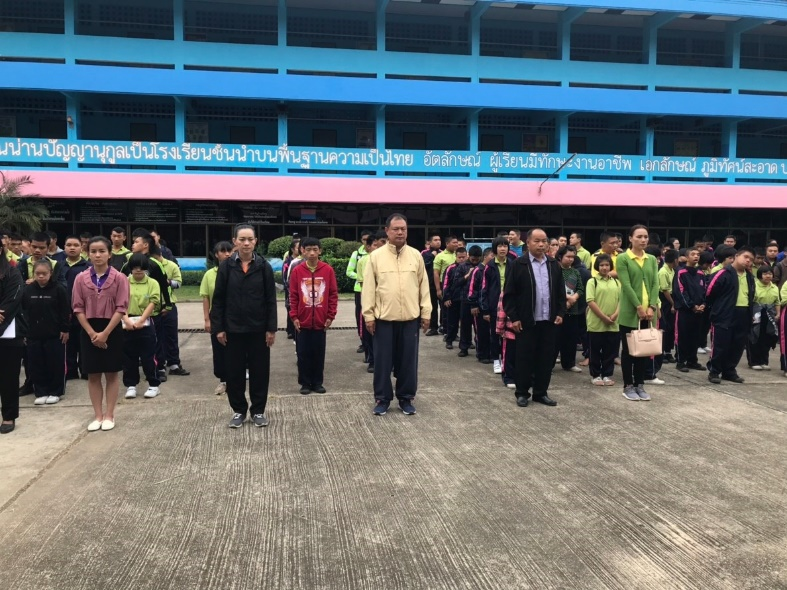 นน่านปัญญานุกูลเป็นโรงเรียนชั้นนำบนพื้นฐานความเป็นไทย อัตลักษณ์ ผู้เรียนมีทักษะงานอาชีพ เอกลักษณ์ ภูมิทัศน์สะอาด บ